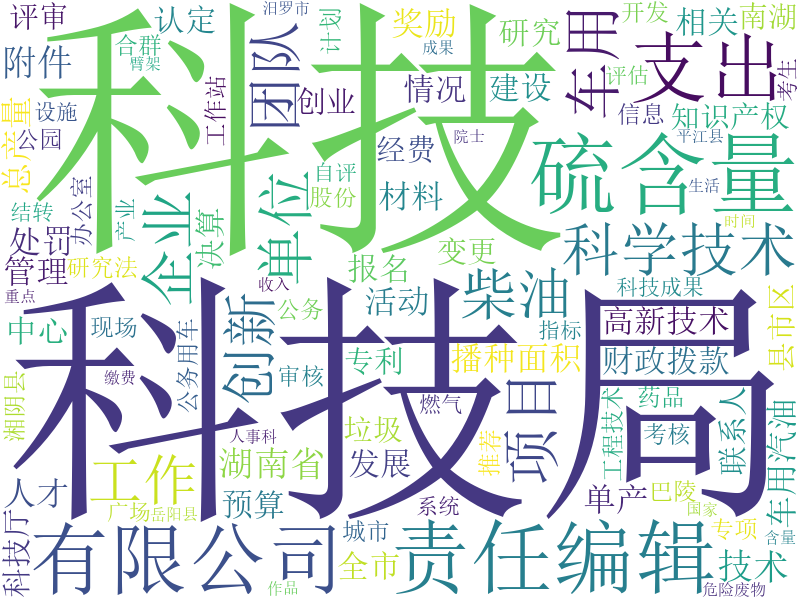 评审
科技
汨罗市
认定
计划
奖励
研究
开发
相关
南湖
附件
合群
臂架
团队
成果
车用
支出
评估
考生
总产量
设施
工作站
创业
情况
建设
信息
知识产权
公园
经费
院士
平江县
硫含量
结转
办公室
产业
企业
决算
单位
自评
股份
材料
生活
处罚
变更
科学技术
时间
管理
研究法
报名
收入
柴油
科技成果
重点
科技局
中心
现场
公务用车
创新
公务
活动
指标
高新技术
县市区
湘阴县
缴费
审核
专利
播种面积
财政拨款
燃气
项目
工程技术
药品
联系人
车用汽油
人事科
垃圾
推荐
考核
工作
湖南省
发展
人才
科技厅
广场
岳阳县
预算
系统
单产
巴陵
国家
专项
含量
有限公司
城市
全市
责任编辑
技术
作品
危险废物